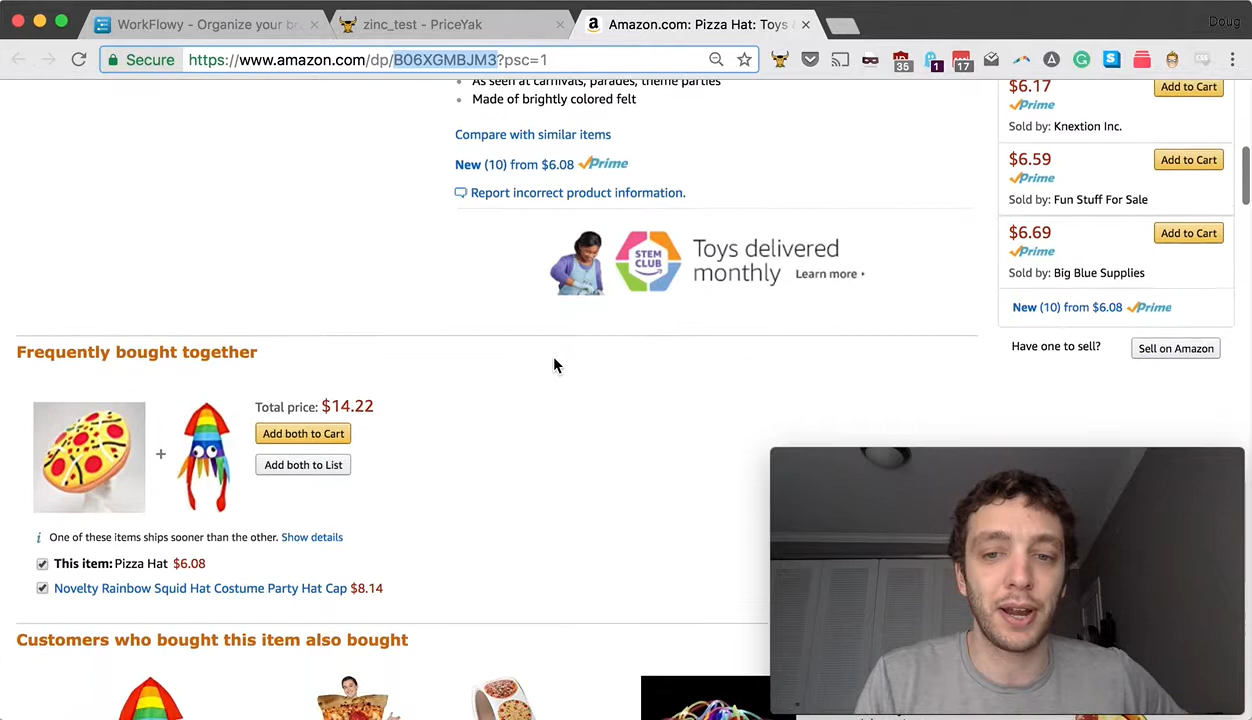 WorkFlowy - Organize your br
zinc_test - PriceYak
Amazon.com: Pizza Hat: Toys &
Doug
Secure
https://www.amazon.com/dp/B06XGMBJM3?psc=1
35
1
17
As seen at carnivals, parades, theme parties
Made of brightly colored felt
Compare with similar items
New (10) from $6.08 Prime
Report incorrect product information.
STEM CLUB
Toys delivered
monthly
Learn more
$6.17
Add to Cart
Prime
Sold by: Knextion Inc.
$6.59
Add to Cart
Prime
Sold by: Fun Stuff For Sale
$6.69
Add to Cart
Prime
Sold by: Big Blue Supplies
New (10) from $6.08 Prime
Have one to sell?
Sell on Amazon
Frequently bought together
Total price: $14.22
Add both to Cart
Add both to List
One of these items ships sooner than the other. Show details
This item: Pizza Hat $6.08
Novelty Rainbow Squid Hat Costume Party Hat Cap $8.14
Customers who bought this item also bought